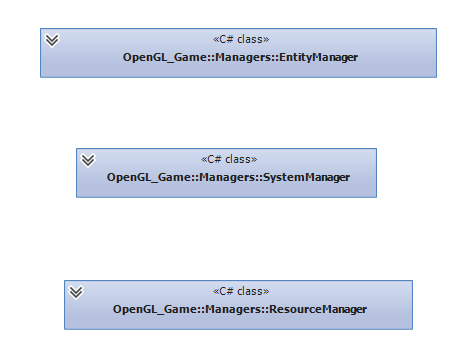 «C# class»
OpenGL_Game::Managers::EntityManager
«C# class»
OpenGL_Game::Managers::SystemManager
«C# class»
OpenGL_Game::Managers::ResourceManager